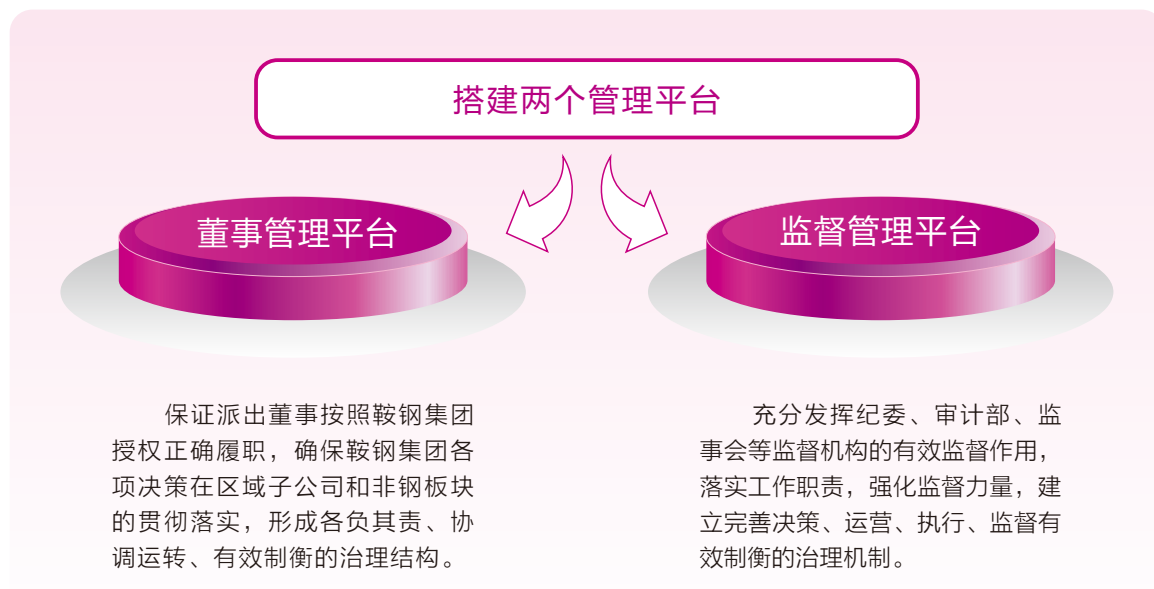 搭建两个管理平台
董事管理平台
监督管理平台
保证派出董事按照鞍钢集团
授权正确履职，确保鞍钢集团各
项决策在区域子公司和非钢板块
的贯彻落实，形成各负其责、协
调运转、有效制衡的治理结构。
充分发挥纪委、审计部、监
事会等监督机构的有效监督作用，
落实工作职责，强化监督力量，建
立完善决策、运营、执行、监督有
效制衡的治理机制。